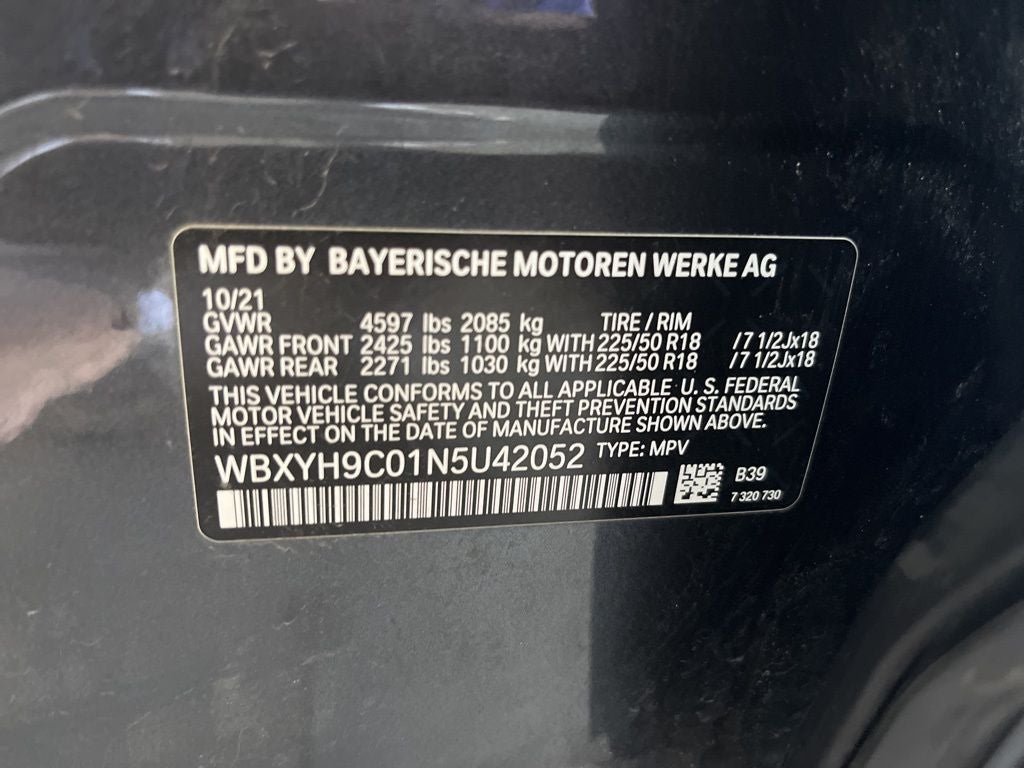 MFD BY BAYERISCHE MOTOREN WERKE AG
10/21
GVWR 4597 lbs 2085 kg TIRE / RIM
GAWR FRONT 2425 lbs 1100 kg WITH 225/50 R18 /7 1/2Jx18
GAWR REAR 2271 lbs 1030 kg WITH 225/50 R18 /7 1/2Jx18
THIS VEHICLE CONFORMS TO ALL APPLICABLE U. S. FEDERAL
MOTOR VEHICLE SAFETY AND THEFT PREVENTION STANDARDS
IN EFFECT ON THE DATE OF MANUFACTURE SHOWN ABOVE.
WBXYH9C01N5U42052 TYPE: MPV
B39
7 320 730